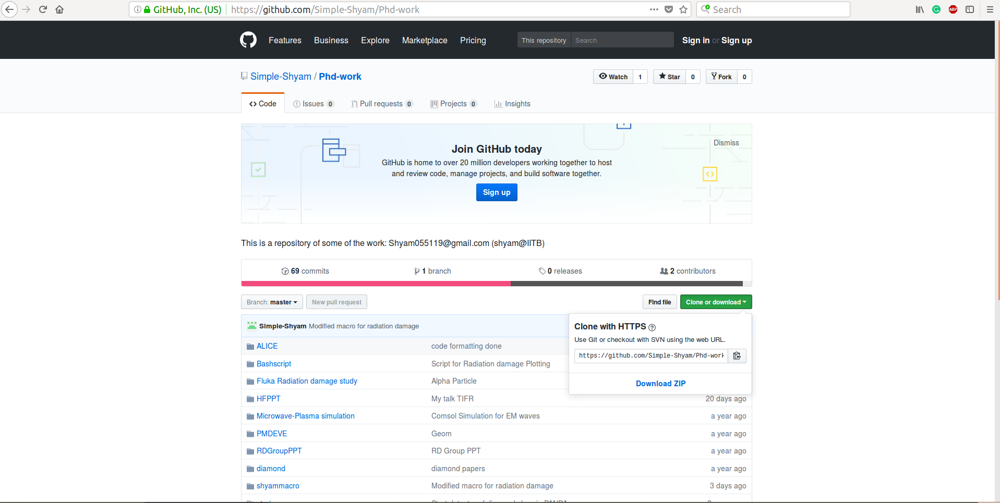 GitHub, Inc. (US) https://github.com/Simple-Shyam/Phd-work Search ABP
Features Business Explore Marketplace Pricing This repository Search Sign in or Sign up
Simple-Shyam / Phd-work Watch 1 Star 0 Fork 0
Code Issues 0 Pull requests 0 Projects 0 Insights
Dismiss
Join GitHub today
GitHub is home to over 20 million developers working together to host
and review code, manage projects, and build software together.
Sign up
This is a repository of some of the work: Shyam055119@gmail.com (shyam@IITB)
69 commits 1 branch 0 releases 2 contributors
Branch: master New pull request Find file Clone or download
Simple-Shyam Modified macro for radiation damage
Clone with HTTPS ?
Use Git or checkout with SVN using the web URL.
https://github.com/Simple-Shyam/Phd-work
Download ZIP
ALICE code formatting done
Bashscript Script for Radiation damage Plotting
Fluka Radiation damage study Alpha Particle
HFPPT My talk TIFR 20 days ago
Microwave-Plasma simulation Comsol Simulation for EM waves a year ago
PMDEVE Geom a year ago
RDGroupPPT RD Group PPT a year ago
diamond diamond papers a year ago
shyammacro Modified macro for radiation damage 3 days ago